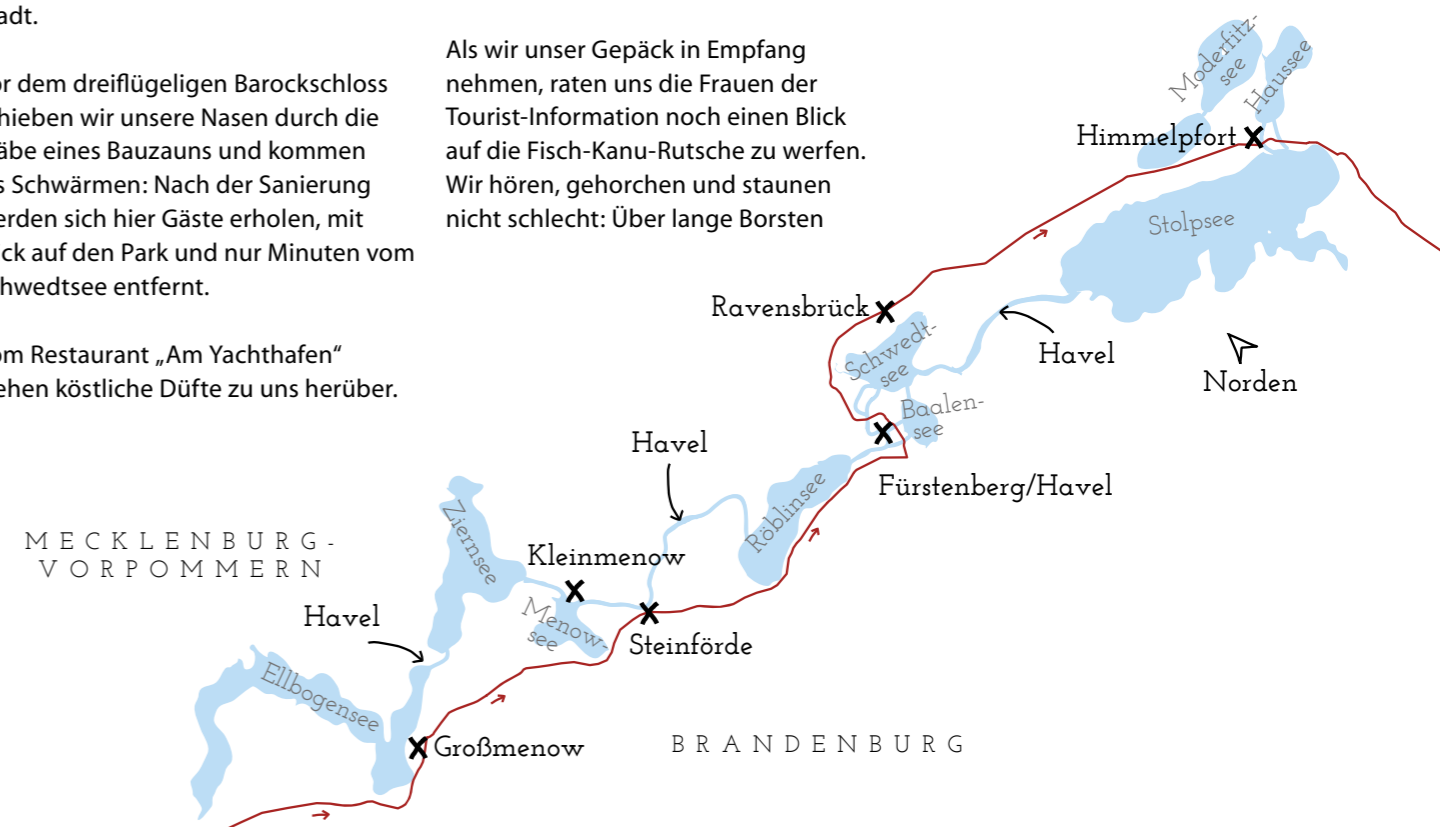 adt.
or dem dreiflügeligen Barockschloss
hieben wir unsere Nasen durch die
äbe eines Bauzauns und kommen
s Schwärmen: Nach der Sanierung
erden sich hier Gäste erholen, mit
ck auf den Park und nur Minuten vom
hwedtsee entfernt.
om Restaurant „Am Yachthafen“
ehen köstliche Düfte zu uns herüber.
Als wir unser Gepäck in Empfang
nehmen, raten uns die Frauen der
Tourist-Information noch einen Blick
auf die Fisch-Kanu-Rutsche zu werfen.
Wir hören, gehorchen und staunen
nicht schlecht: Über lange Borsten
Moderfitz-
see
Haussee
Himmelpfort
Stolpsee
Ravensbrück
Schwedt-
see
Havel
Norden
Baalen-
see
Havel
Fürstenberg/Havel
Röblinsee
Ziernsee
MECKLENBURG-
VORPOMMERN
Kleinmenow
Menow-
see
Havel
Steinförde
Ellbogensee
Großmenow
BRANDENBURG